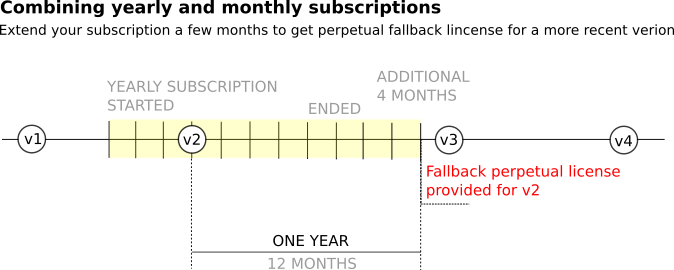 Combining yearly and monthly subscriptions
Extend your subscription a few months to get perpetual fallback lincense for a more recent verion
YEARLY SUBSCRIPTION
STARTED
ENDED
ADDITIONAL
4 MONTHS
v1
v2
v3
v4
Fallback perpetual license
provided for v2
ONE YEAR
12 MONTHS